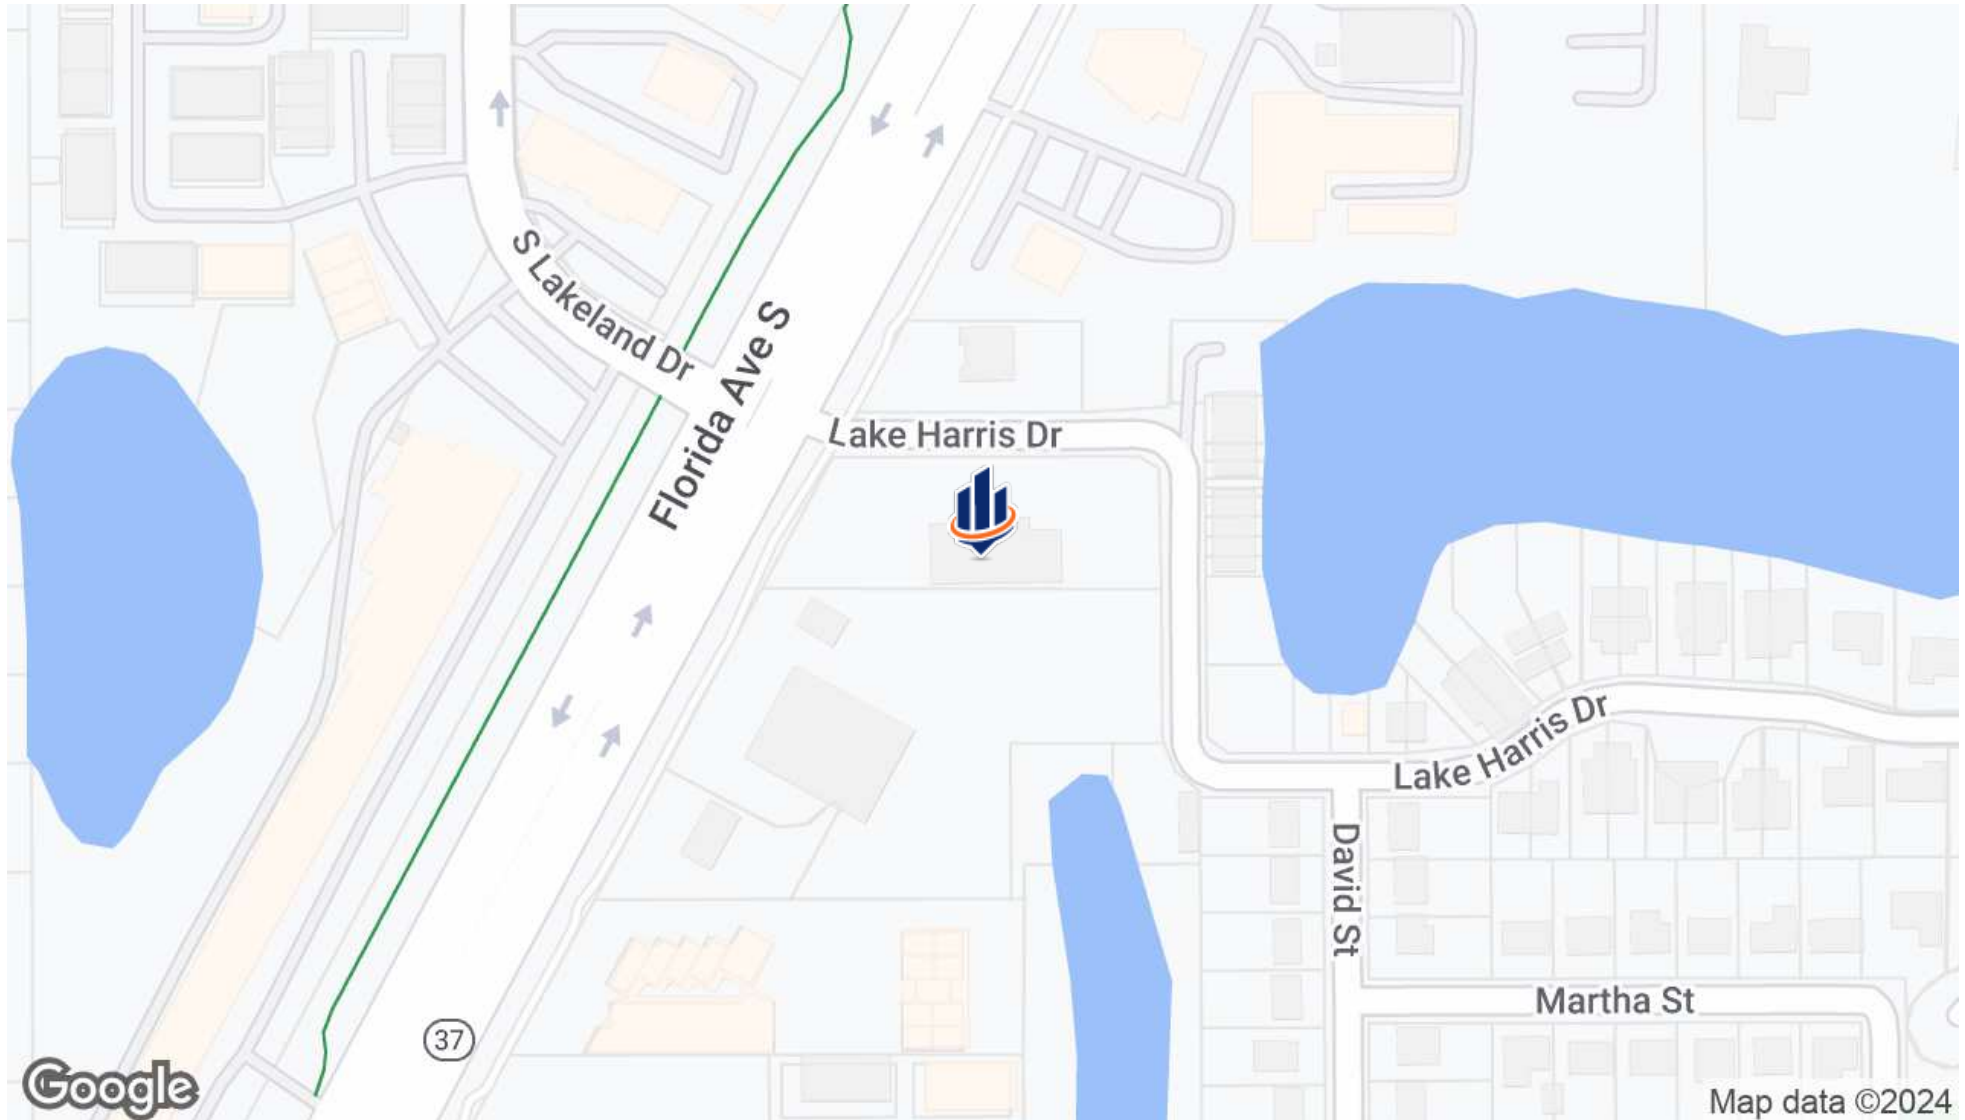 S Lakeland Dr
Florida Ave S
Lake Harris Dr
Lake Harris Dr
David St
Martha St
37
Google
Map data ©2024